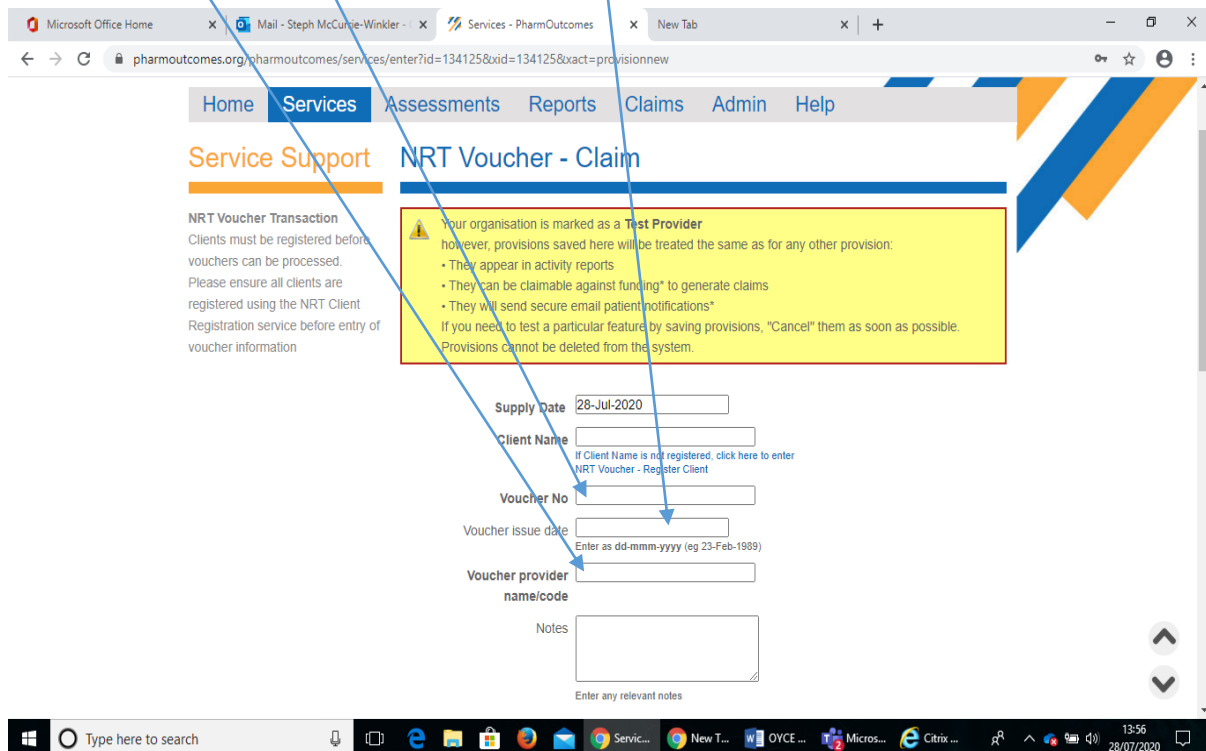 Microsoft Office Home
Mail - Steph McCurrie-Winkler -
Services - PharmOutcomes
New Tab
pharmoutcomes.org/pharmoutcomes/services/enter?id=134125&xid=134125&xact=provisionnew
Home Services Assessments Reports Claims Admin Help
Service Support
NRT Voucher - Claim
NRT Voucher Transaction
Clients must be registered before
vouchers can be processed.
Please ensure all clients are
registered using the NRT Client
Registration service before entry of
voucher information
Your organisation is marked as a Test Provider
however, provisions saved here will be treated the same as for any other provision:
• They appear in activity reports
• They can be claimable against funding* to generate claims
• They will send secure email patient notifications*
If you need to test a particular feature by saving provisions, "Cancel" them as soon as possible.
Provisions cannot be deleted from the system.
Supply Date 28-Jul-2020
Client Name
If Client Name is not registered, click here to enter
NRT Voucher - Register Client
Voucher No
Voucher issue date
Enter as dd-mmm-yyyy (eg 23-Feb-1989)
Voucher provider
name/code
Notes
Enter any relevant notes
Type here to search
Servic...
New T...
OYCE ...
Micros...
Citrix ...
13:56
28/07/2020